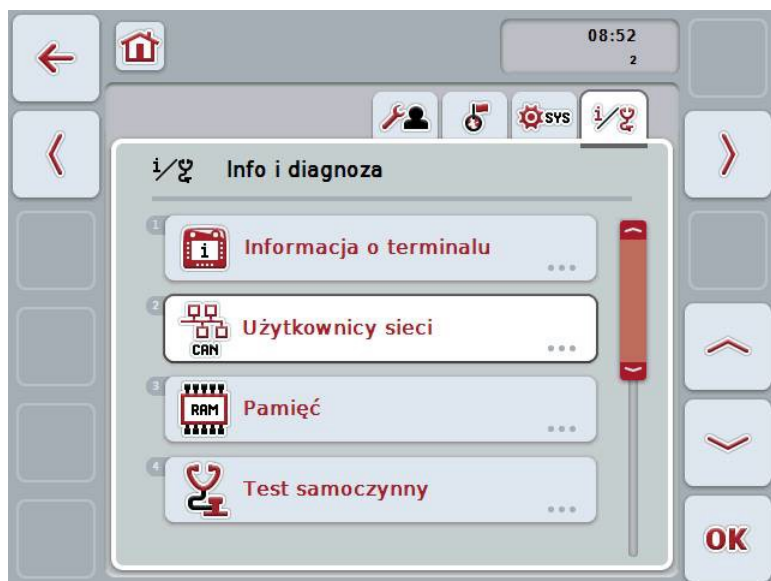 08:52
2
SYS
i
Info i diagnoza
1
i
Informacja o terminalu
2
CAN
Użytkownicy sieci
3
RAM
Pamięć
4
Test samoczynny
OK